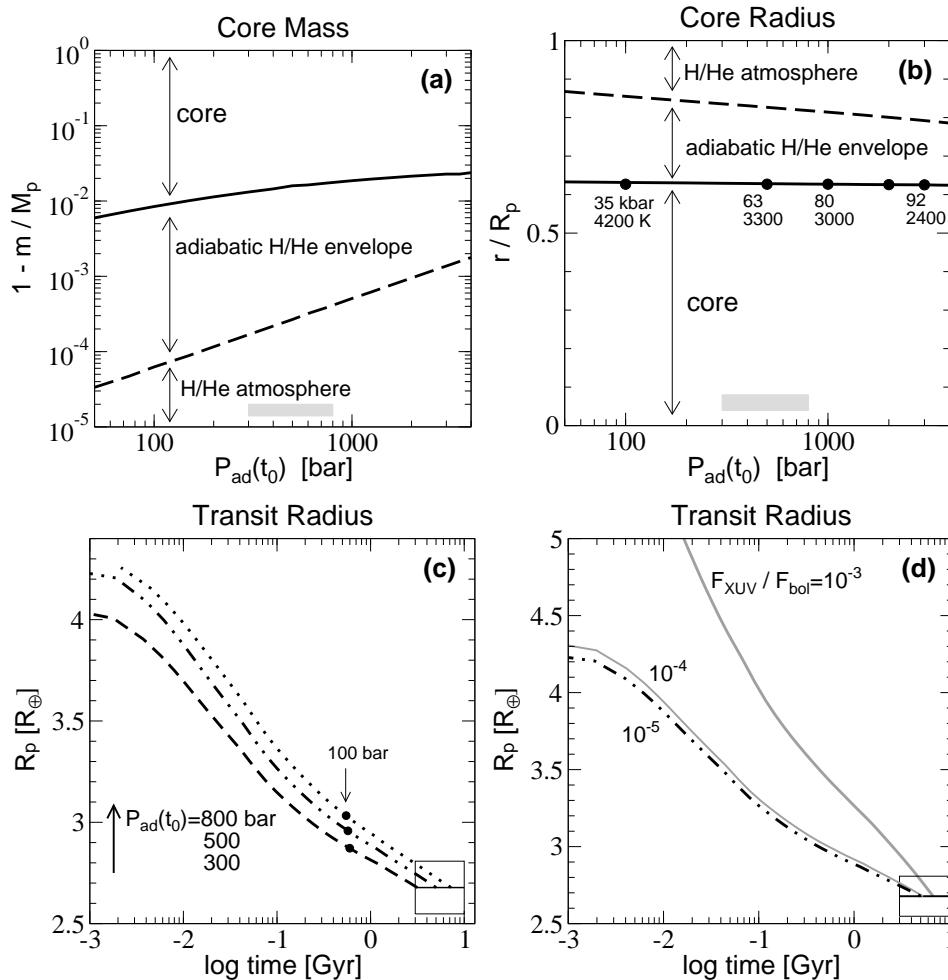 Core Mass
(a)
10^0
10^-1
10^-2
10^-3
10^-4
10^-5
1 - m / M_p
core
adiabatic H/He envelope
H/He atmosphere
100
1000
P_ad(t_0) [bar]
Core Radius
(b)
1
0.5
0
r / R_p
H/He atmosphere
adiabatic H/He envelope
35 kbar
4200 K
63
3300
80
3000
92
2400
core
100
1000
P_ad(t_0) [bar]
Transit Radius
(c)
4
3.5
3
2.5
R_p [R_⊕]
100 bar
P_ad(t_0)=800 bar
500
300
-3
-2
-1
0
1
log time [Gyr]
Transit Radius
(d)
5
4.5
4
3.5
3
2.5
R_p [R_⊕]
F_XUV / F_bol=10^-3
10^-4
10^-5
-3
-2
-1
0
log time [Gyr]